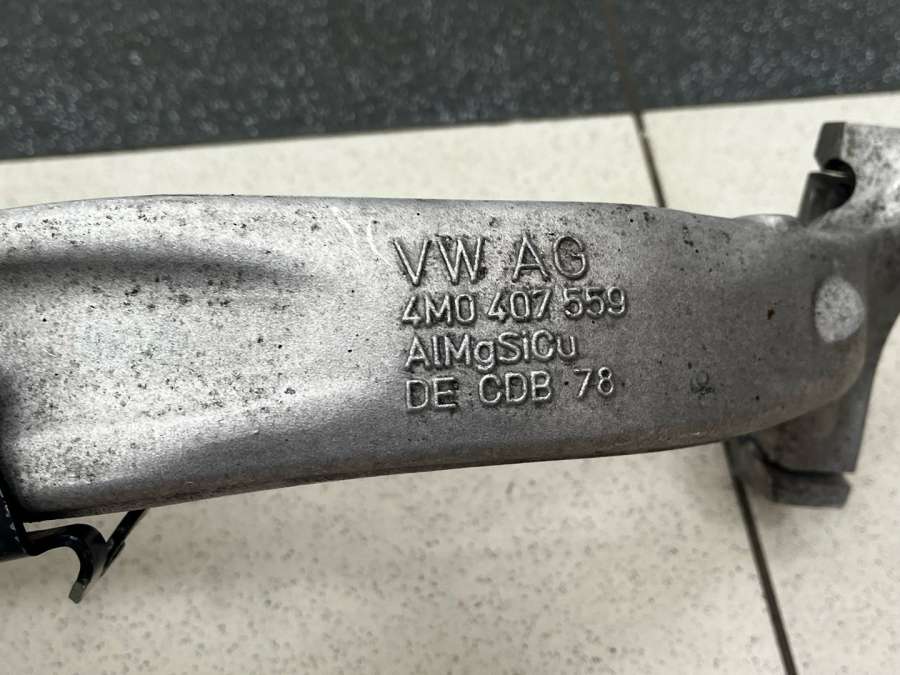 VW AG
4M0 407 559
AlMgSiCu
DE CDB 78